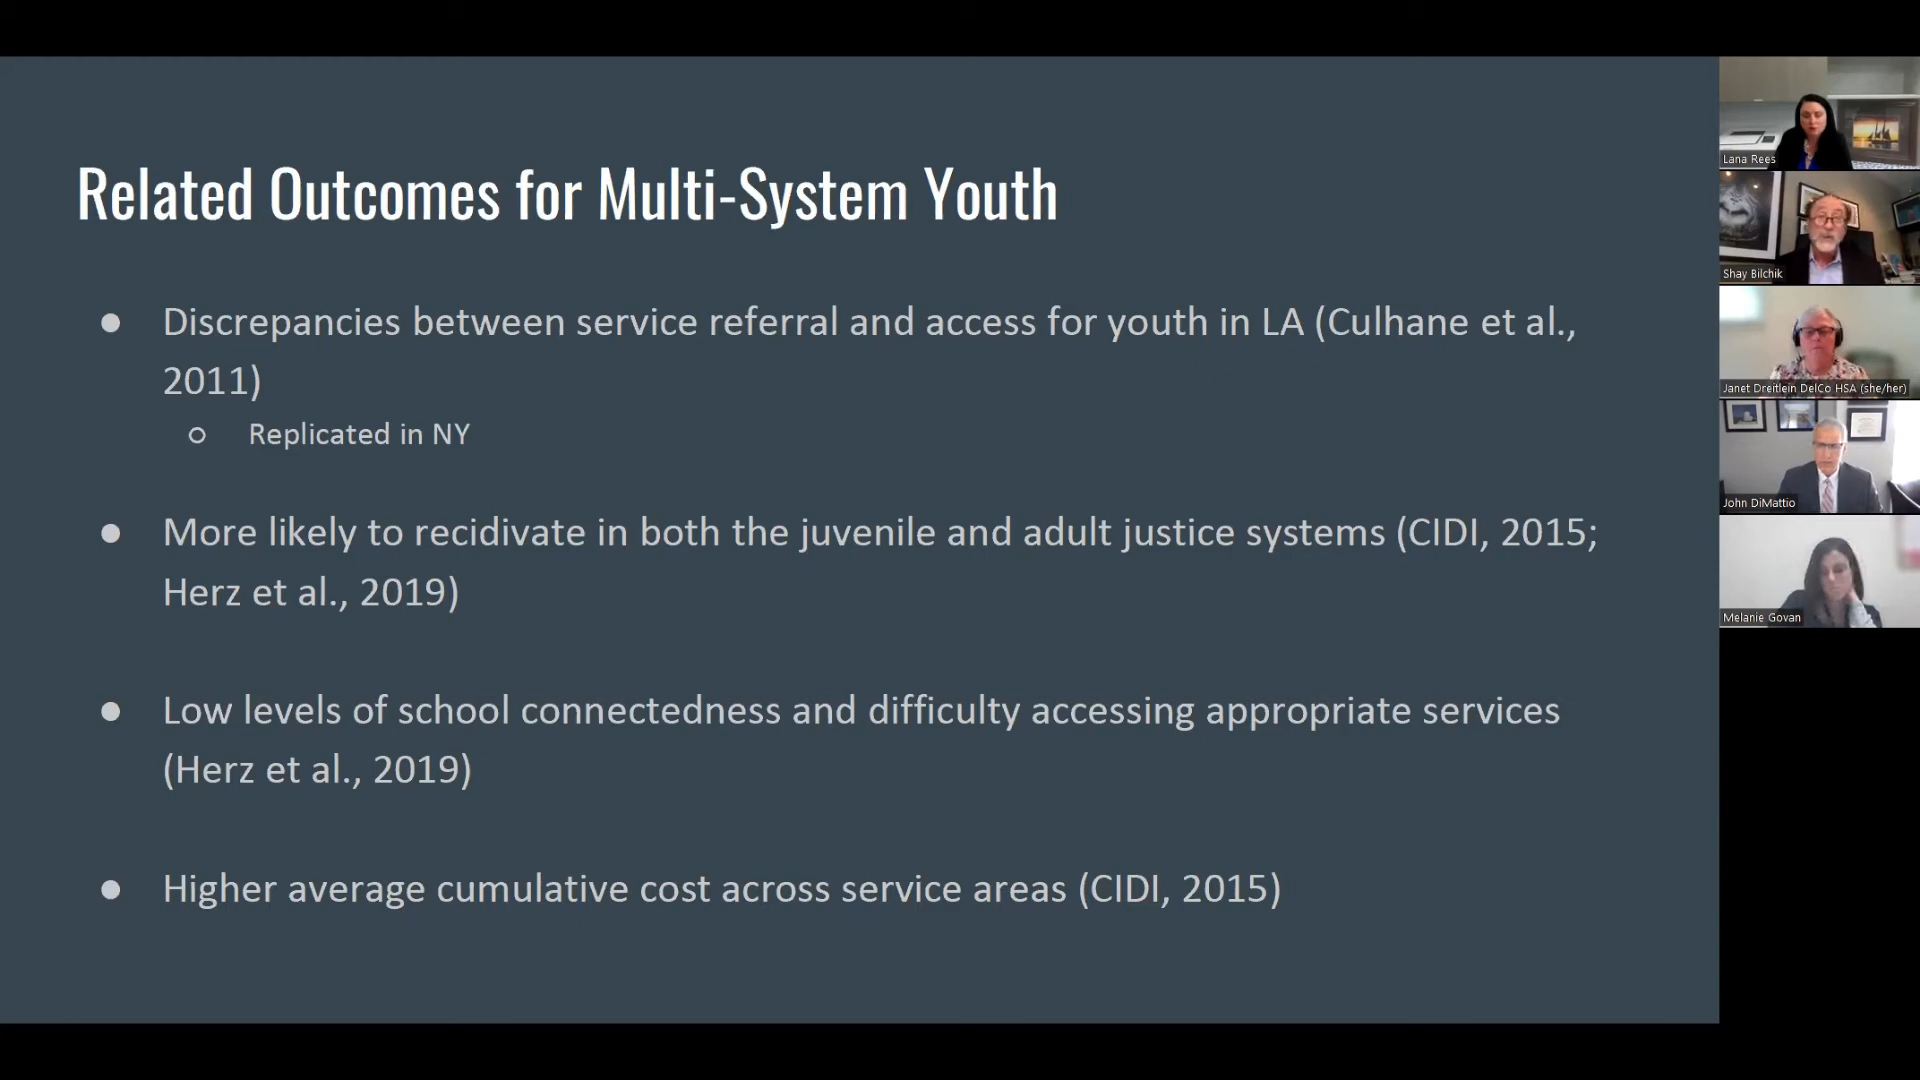 Related Outcomes for Multi-System Youth
● Discrepancies between service referral and access for youth in LA (Culhane et al.,
2011)
○ Replicated in NY
● More likely to recidivate in both the juvenile and adult justice systems (CIDI, 2015;
Herz et al., 2019)
● Low levels of school connectedness and difficulty accessing appropriate services
(Herz et al., 2019)
● Higher average cumulative cost across service areas (CIDI, 2015)
Lana Rees
Shay Bilchik
Janet Dreitlein DelCo HSA (she/her)
John DiMattio
Melanie Govan